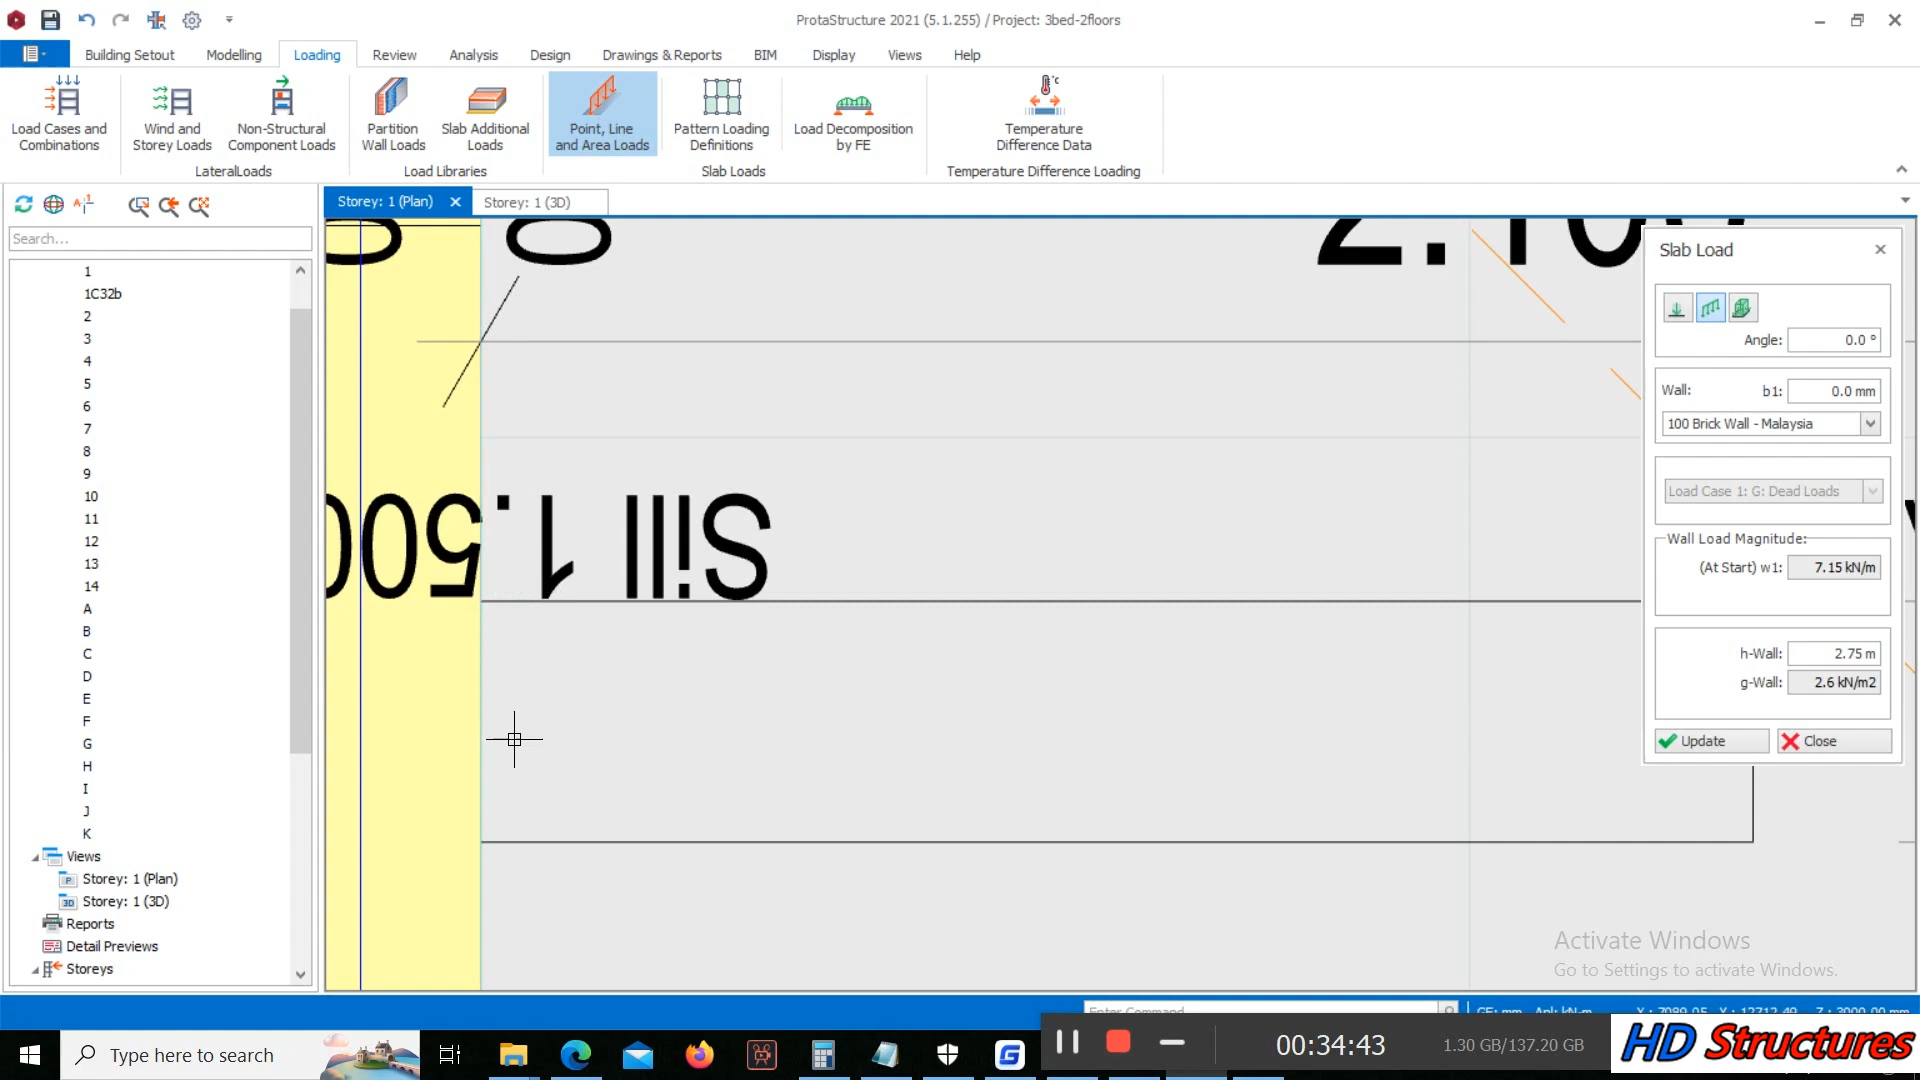 ProtaStructure 2021 (5.1.255) / Project: 3bed-2floors
Building Setout Modelling Loading Review Analysis Design Drawings & Reports BIM Display Views Help
Load Cases and Combinations
Wind and Storey Loads
Non-Structural Component Loads
Partition Wall Loads
Slab Additional Loads
Point, Line and Area Loads
Pattern Loading Definitions
Load Decomposition by FE
Temperature Difference Data
LateralLoads Load Libraries Slab Loads Temperature Difference Loading
Storey: 1 (Plan) Storey: 1 (3D)
Search...
1
1C32b
2
3
4
5
6
7
8
9
10
11
12
13
14
A
B
C
D
E
F
G
H
I
J
K
Views
Storey: 1 (Plan)
Storey: 1 (3D)
Reports
Detail Previews
Storeys
Sill 1.500
Slab Load
Angle: 0.0 °
Wall: b1: 0.0 mm
100 Brick Wall - Malaysia
Load Case 1: G: Dead Loads
Wall Load Magnitude:
(At Start) w1: 7.15 kN/m
h-Wall: 2.75 m
g-Wall: 2.6 kN/m2
Update Close
Activate Windows
Go to Settings to activate Windows.
Enter Command
Type here to search
00:34:43
1.30 GB/137.20 GB
HD Structures